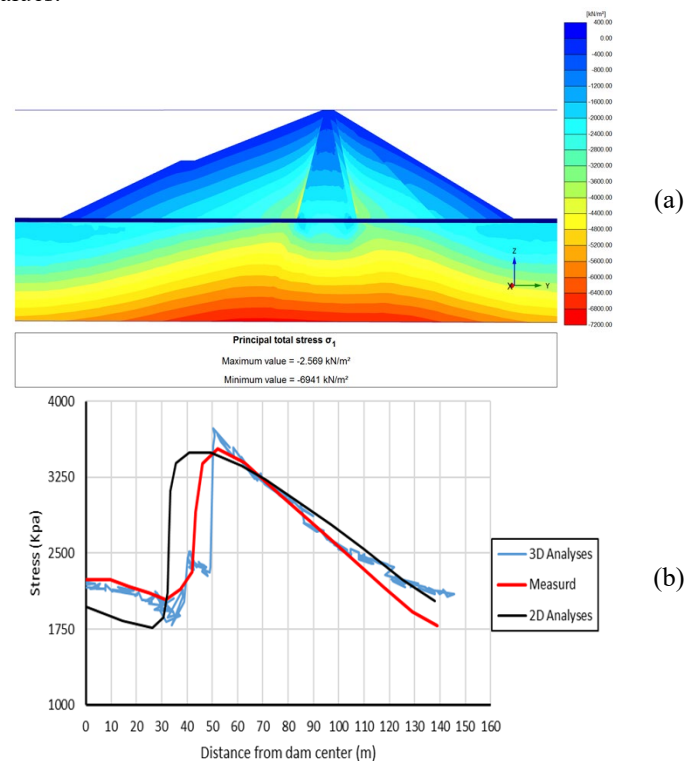 [kN/m²]
400.00
0.00
-400.00
-800.00
-1200.00
-1600.00
-2000.00
-2400.00
-2800.00
-3200.00
-3600.00
-4000.00
-4400.00
-4800.00
-5200.00
-5600.00
-6000.00
-6400.00
-6800.00
-7200.00
(a)
Z
X
Y
Principal total stress σ₁
Maximum value = -2.569 kN/m²
Minimum value = -6941 kN/m²
4000
3250
2500
1750
1000
Stress (Kpa)
0 10 20 30 40 50 60 70 80 90 100 110 120 130 140 150 160
Distance from dam center (m)
3D Analyses
Measurd
2D Analyses
(b)